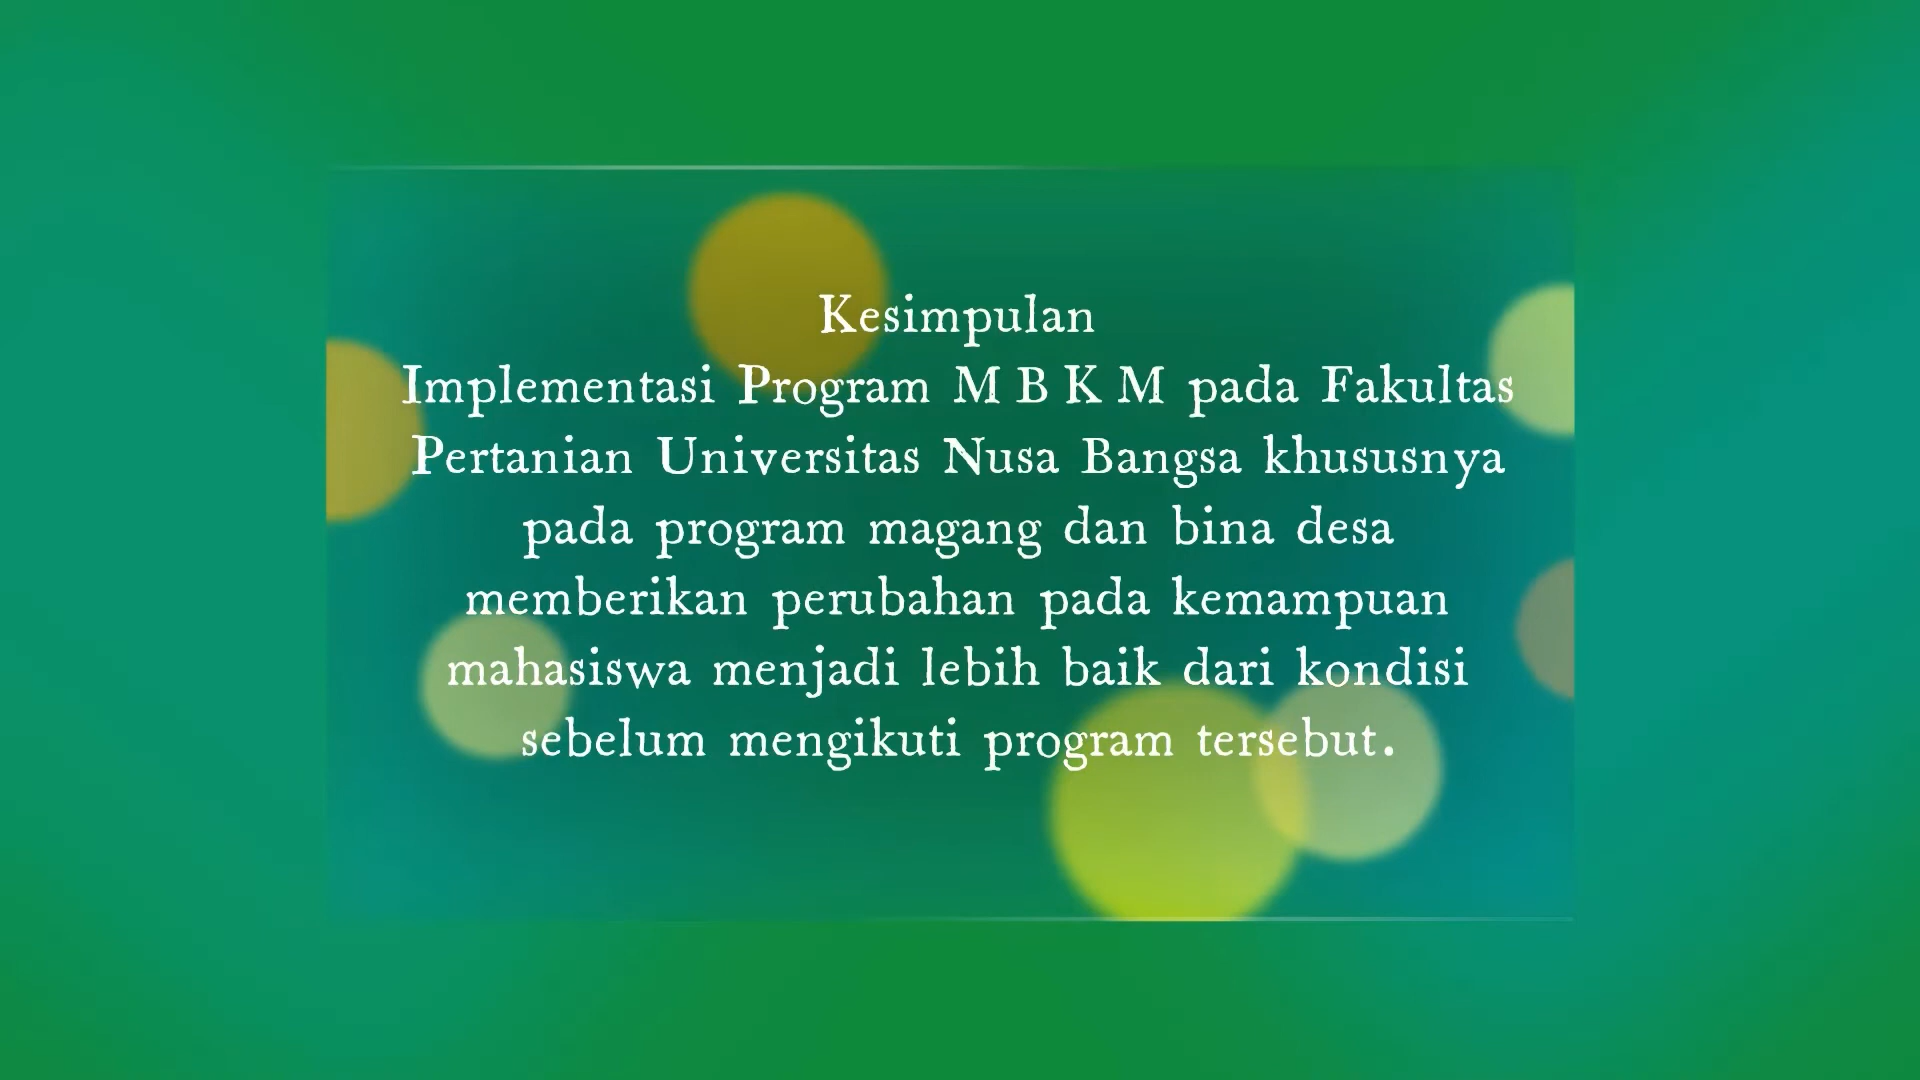 Kesimpulan
Implementasi Program M B K M pada Fakultas
Pertanian Universitas Nusa Bangsa khususnya
pada program magang dan bina desa
memberikan perubahan pada kemampuan
mahasiswa menjadi lebih baik dari kondisi
sebelum mengikuti program tersebut.